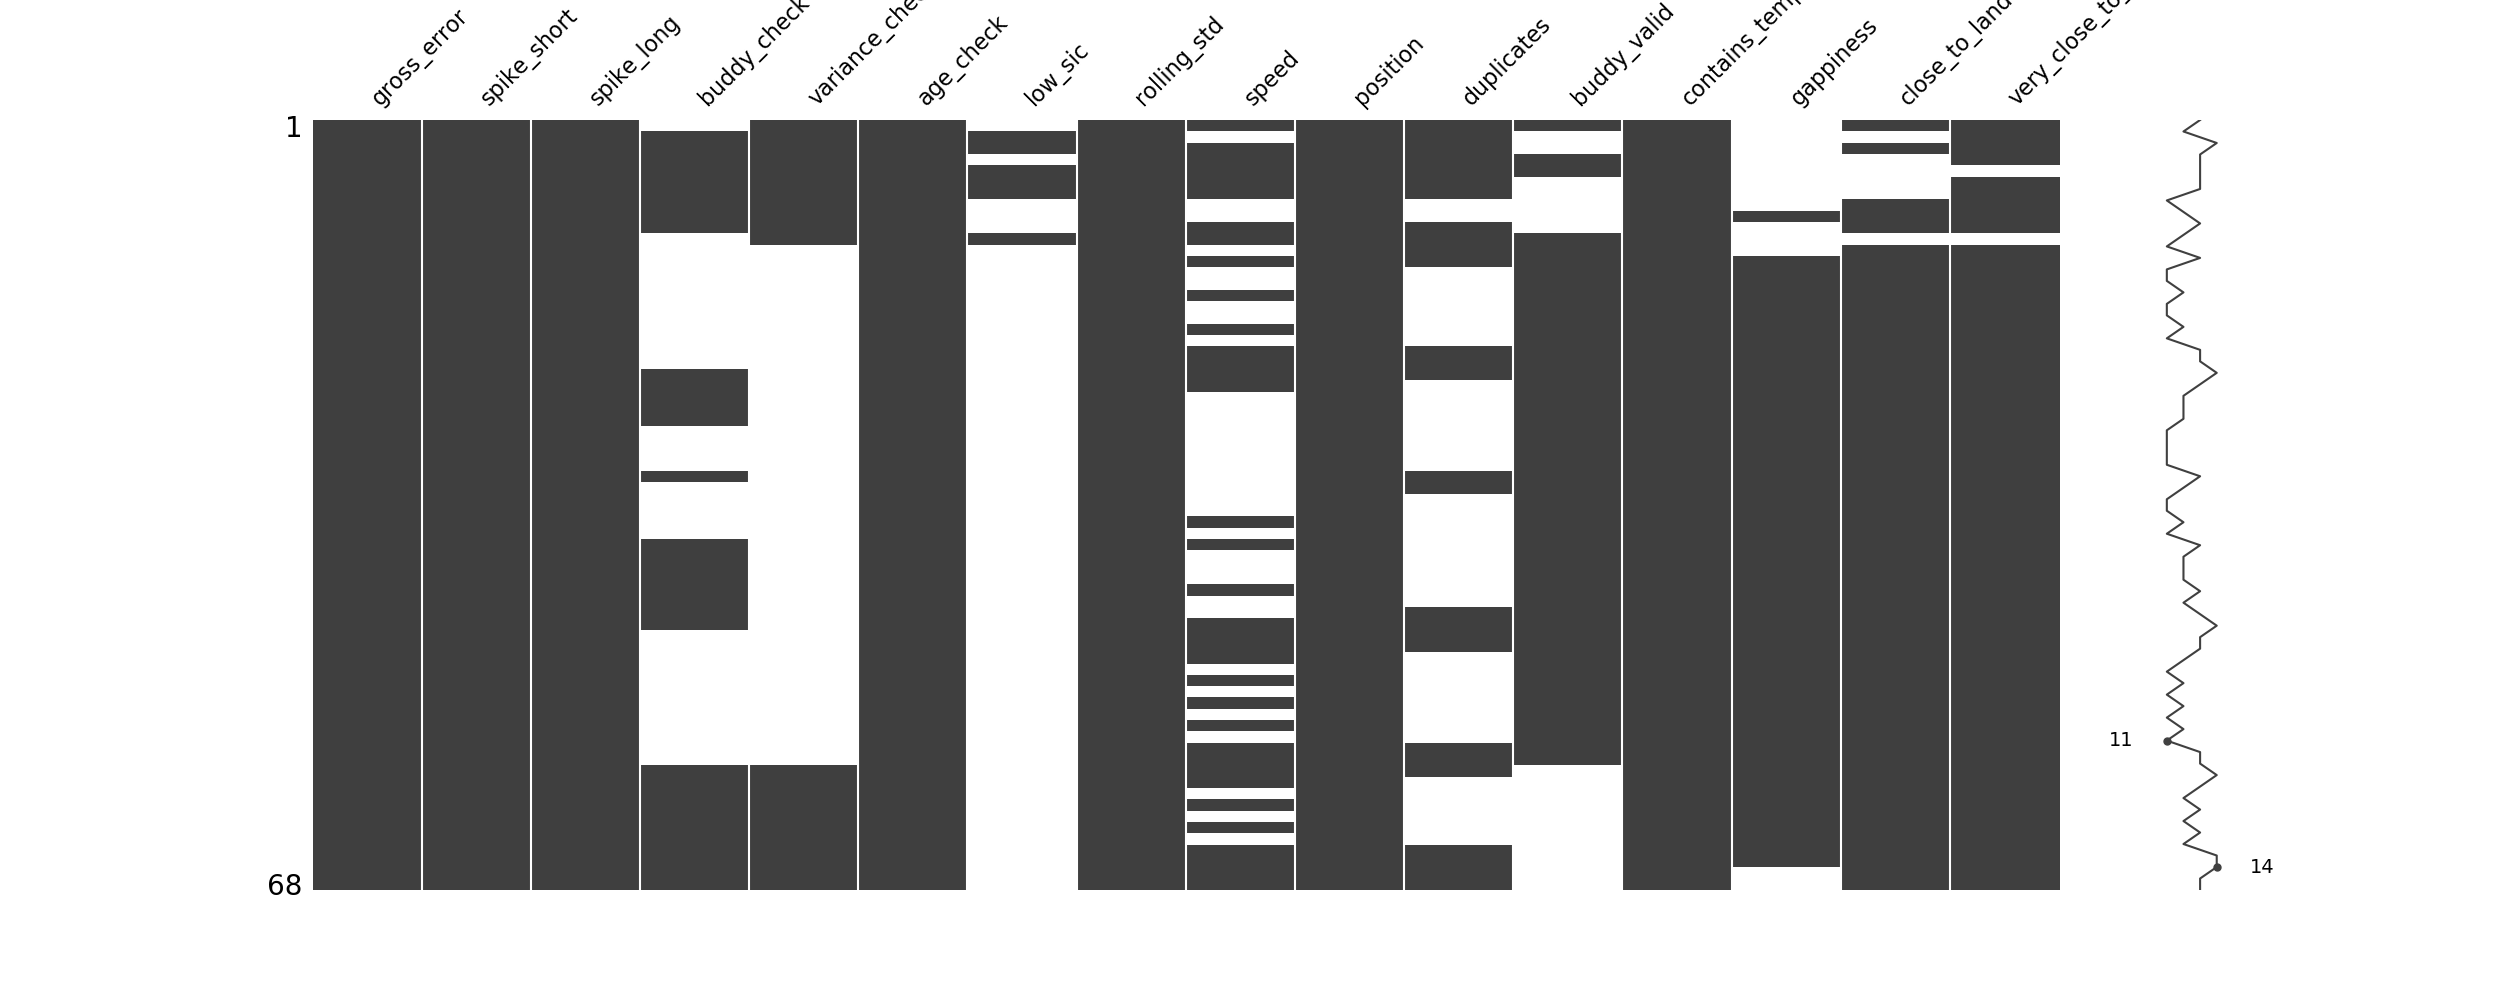 gross_error
spike_short
spike_long
buddy_check
age_check
low_sic
rolling_std
speed
position
duplicates
buddy_valid
gappiness
close_to_land
1
68
11
14